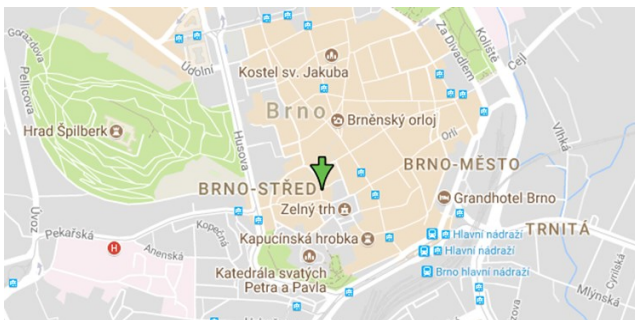 Gorazdova
Pellicova
Údolní
Kostel sv. Jakuba
Za Divadlem
Koliště
Cejl
Brno
Brněnský orloj
Hrad Špilberk
Husova
Orlí
Vlhká
BRNO-MĚSTO
BRNO-STŘED
Grandhotel Brno
Zelný trh
Úvoz
Pekařská
Kopečná
TRNITÁ
Hlavní nádraží
Kapucínská hrobka
Anenská
H
Hlavní nádraží
Katedrála svatých
Petra a Pavla
Brno hlavní nádraží
Cyrilská
Mlýnská